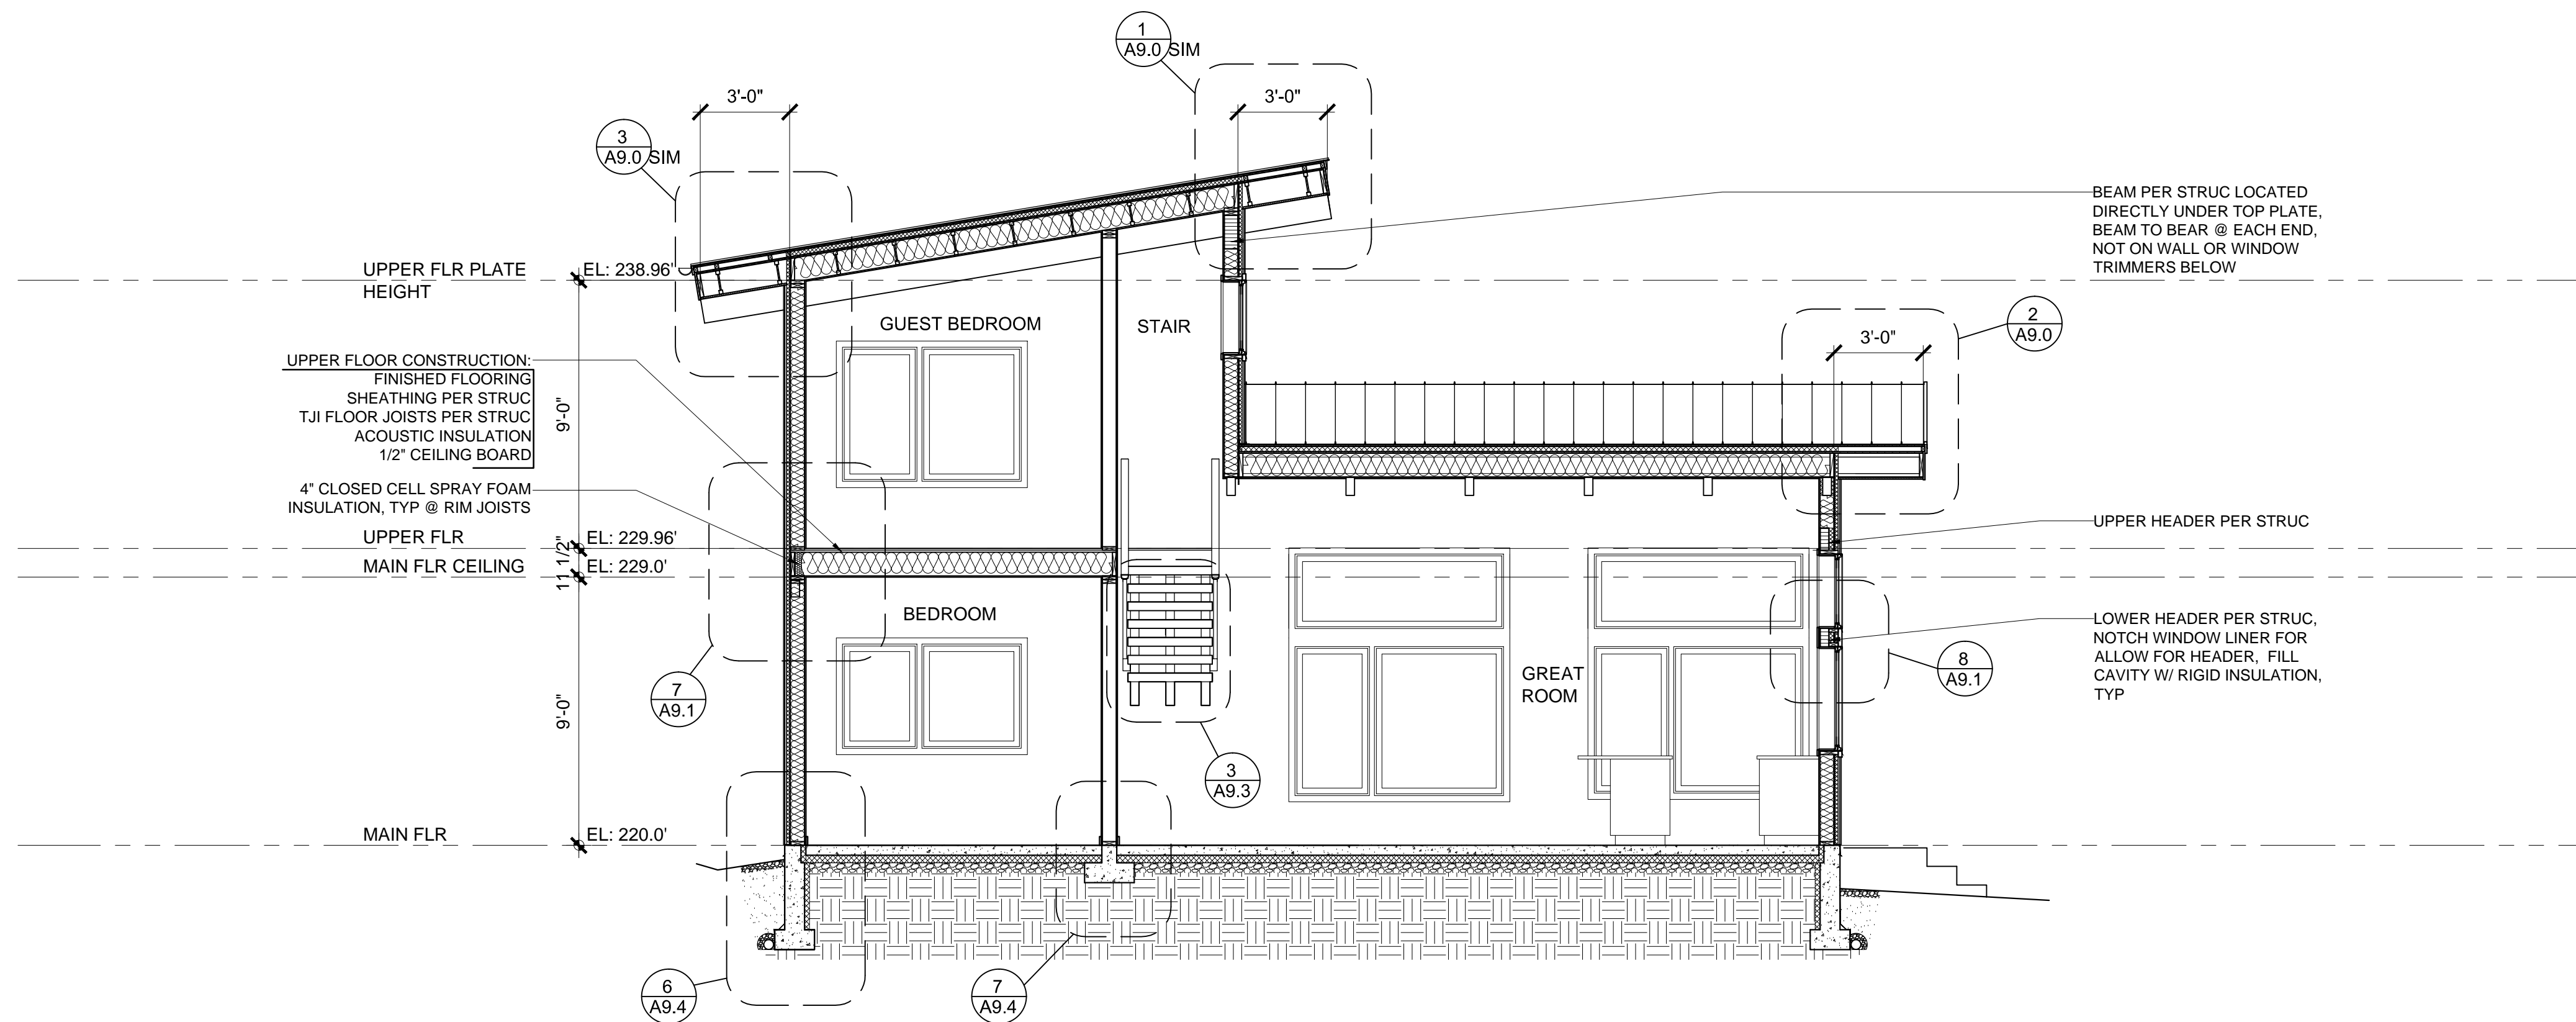 1
A9.0 SIM
3'-0"
3'-0"
3
A9.0 SIM
BEAM PER STRUC LOCATED
DIRECTLY UNDER TOP PLATE,
BEAM TO BEAR @ EACH END,
NOT ON WALL OR WINDOW
TRIMMERS BELOW
UPPER FLR PLATE
HEIGHT
EL: 238.96'
GUEST BEDROOM
STAIR
2
A9.0
3'-0"
UPPER FLOOR CONSTRUCTION:
FINISHED FLOORING
SHEATHING PER STRUC
TJI FLOOR JOISTS PER STRUC
ACOUSTIC INSULATION
1/2" CEILING BOARD
9'-0"
4" CLOSED CELL SPRAY FOAM
INSULATION, TYP @ RIM JOISTS
UPPER HEADER PER STRUC
UPPER FLR
EL: 229.96'
11 1/2"
MAIN FLR CEILING
EL: 229.0'
BEDROOM
LOWER HEADER PER STRUC,
NOTCH WINDOW LINER FOR
ALLOW FOR HEADER, FILL
CAVITY W/ RIGID INSULATION,
TYP
8
A9.1
GREAT
ROOM
7
A9.1
9'-0"
3
A9.3
MAIN FLR
EL: 220.0'
6
A9.4
7
A9.4